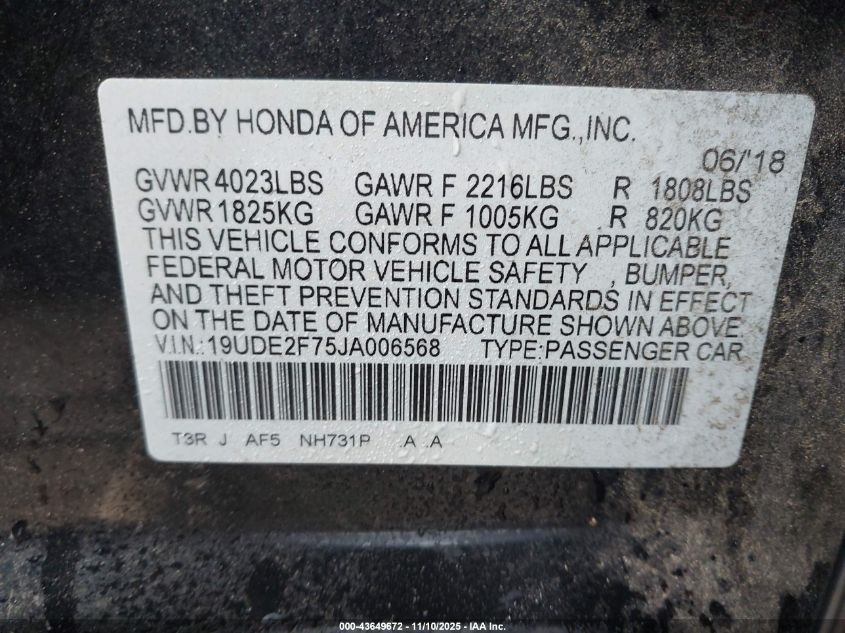 MFD.BY HONDA OF AMERICA MFG.,INC.
06/'18
GVWR 4023LBS GAWR F 2216LBS R 1808LBS
GVWR 1825KG GAWR F 1005KG R 820KG
THIS VEHICLE CONFORMS TO ALL APPLICABLE
FEDERAL MOTOR VEHICLE SAFETY , BUMPER,
AND THEFT PREVENTION STANDARDS IN EFFECT
ON THE DATE OF MANUFACTURE SHOWN ABOVE
V.I.N.:19UDE2F75JA006568 TYPE:PASSENGER CAR
T3R J AF5 NH731P .A .A
000-43649672 - 11/10/2025 - IAA Inc.